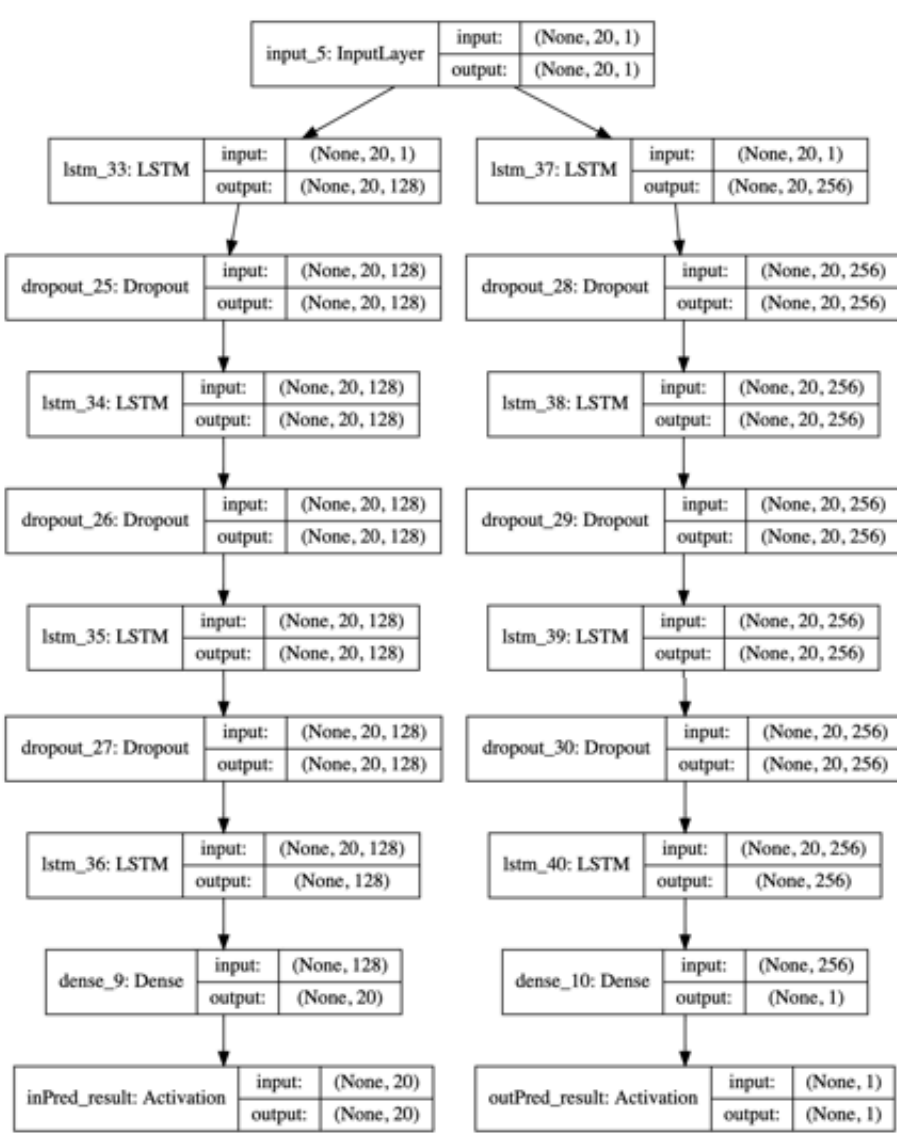 input_5: InputLayer
input: (None, 20, 1)
output: (None, 20, 1)
lstm_33: LSTM
input: (None, 20, 1)
output: (None, 20, 128)
lstm_37: LSTM
input: (None, 20, 1)
output: (None, 20, 256)
dropout_25: Dropout
input: (None, 20, 128)
output: (None, 20, 128)
dropout_28: Dropout
input: (None, 20, 256)
output: (None, 20, 256)
lstm_34: LSTM
input: (None, 20, 128)
output: (None, 20, 128)
lstm_38: LSTM
input: (None, 20, 256)
output: (None, 20, 256)
dropout_26: Dropout
input: (None, 20, 128)
output: (None, 20, 128)
dropout_29: Dropout
input: (None, 20, 256)
output: (None, 20, 256)
lstm_35: LSTM
input: (None, 20, 128)
output: (None, 20, 128)
lstm_39: LSTM
input: (None, 20, 256)
output: (None, 20, 256)
dropout_27: Dropout
input: (None, 20, 128)
output: (None, 20, 128)
dropout_30: Dropout
input: (None, 20, 256)
output: (None, 20, 256)
lstm_36: LSTM
input: (None, 20, 128)
output: (None, 128)
lstm_40: LSTM
input: (None, 20, 256)
output: (None, 256)
dense_9: Dense
input: (None, 128)
output: (None, 20)
dense_10: Dense
input: (None, 256)
output: (None, 1)
inPred_result: Activation
input: (None, 20)
output: (None, 20)
outPred_result: Activation
input: (None, 1)
output: (None, 1)